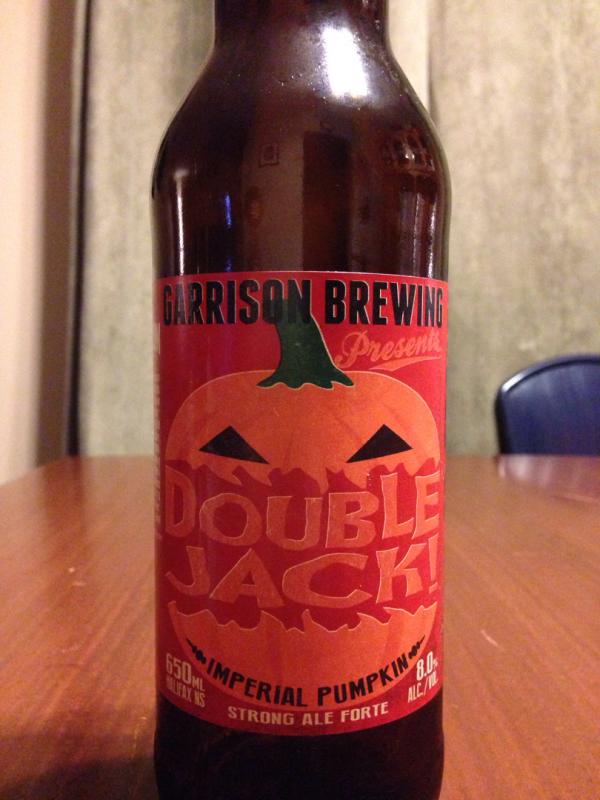 GARRISON BREWING
Presents
DOUBLE
JACK!
IMPERIAL PUMPKIN
650ML
HALIFAX NS
8.0%
ALC./VOL.
STRONG ALE FORTE